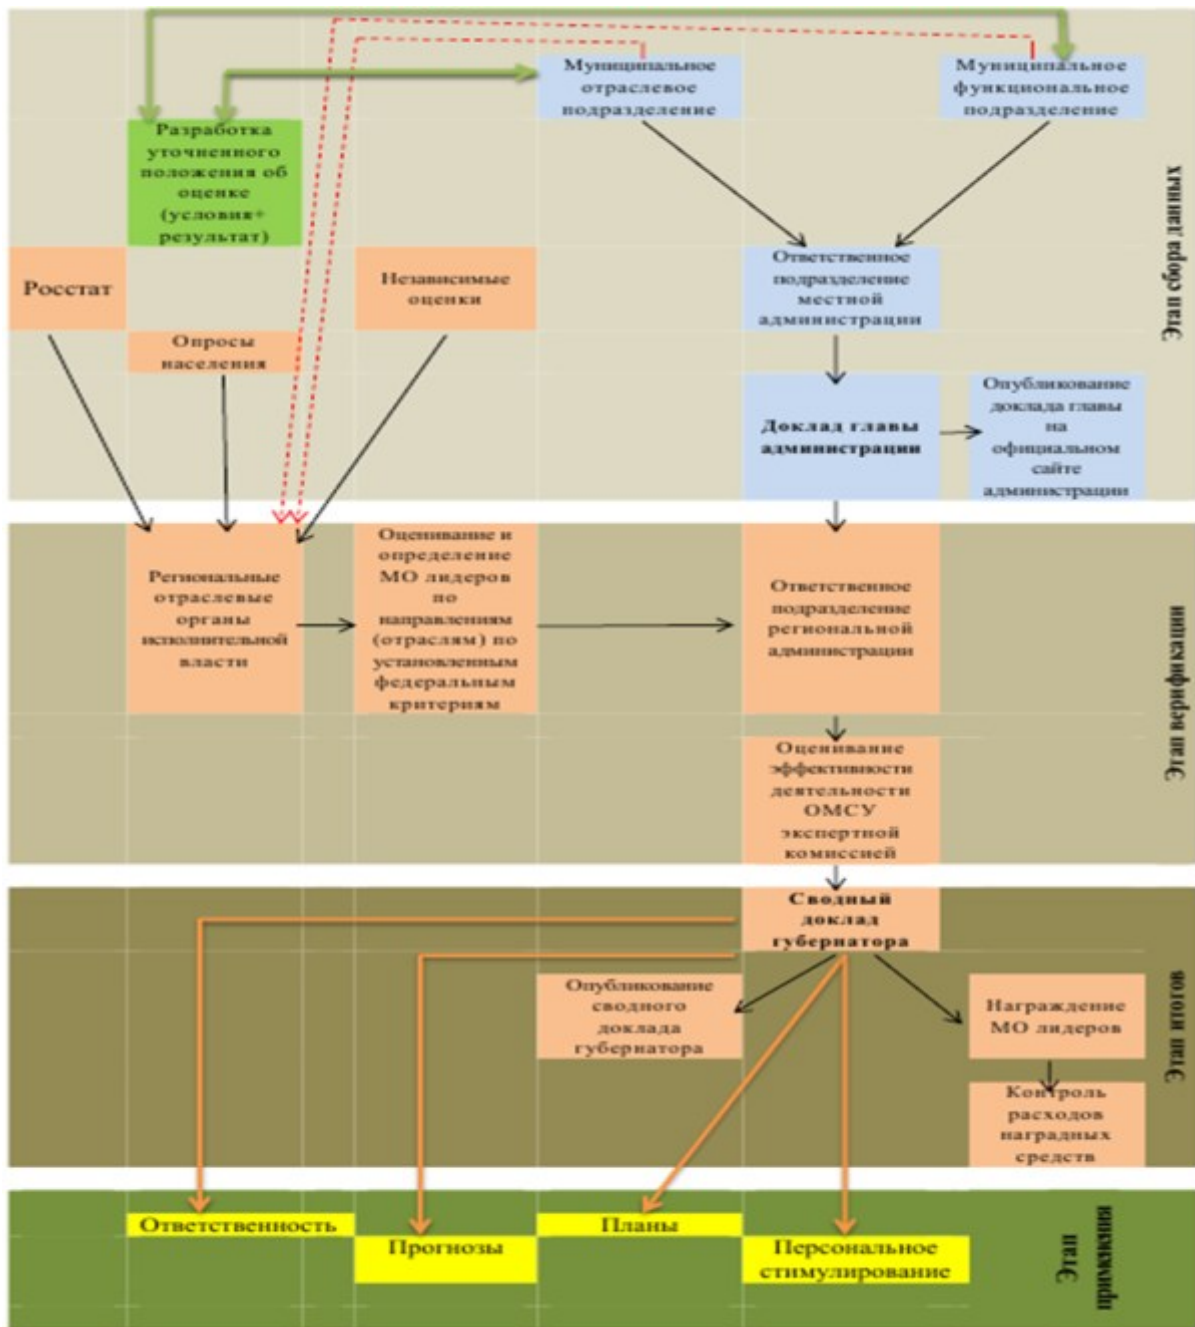 Муниципальное
отраслевое
подразделение
Муниципальное
функциональное
подразделение
Разработка
уточненного
положения об
оценке
(условия+
результат)
Росстат
Независимые
оценки
Ответственное
подразделение
местной
администрации
Опросы
населения
Доклад главы
администрации
Опубликование
доклада главы
на
официальном
сайте
администрации
Этап сбора данных
Региональные
отраслевые
органы
исполнительной
власти
Оценивание и
определение
МО лидеров
по
направлениям
(отраслям) по
установленным
федеральным
критериям
Ответственное
подразделение
региональной
администрации
Оценивание
эффективности
деятельности
ОМСУ
экспертной
комиссией
Этап верификации
Сводный
доклад
губернатора
Опубликование
сводного
доклада
губернатора
Награждение
МО лидеров
Контроль
расходов
наградных
средств
Этап итогов
Ответственность
Прогнозы
Планы
Персональное
стимулирование
Этап